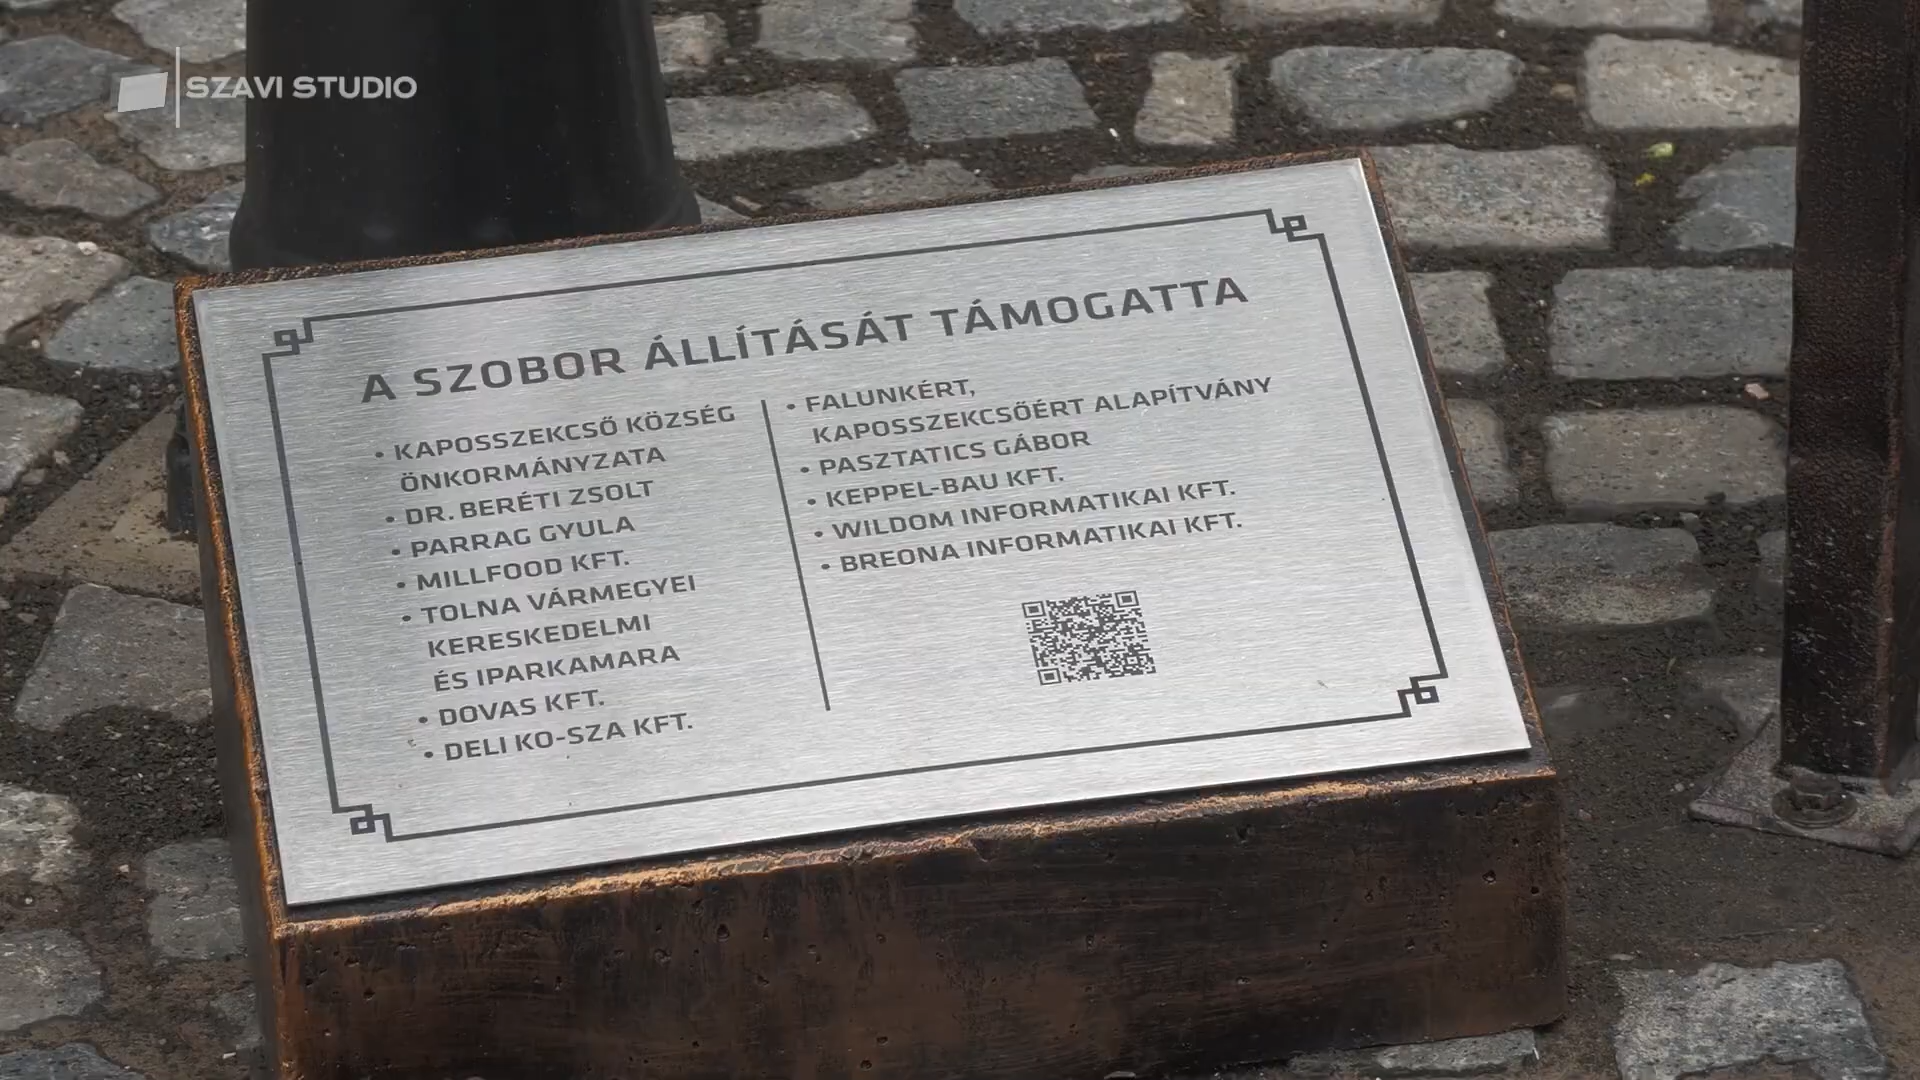 SZAVI STUDIO
A SZOBOR ÁLLÍTÁSÁT TÁMOGATTA
• KAPOSSZEKCSŐ KÖZSÉG
ÖNKORMÁNYZATA
• DR. BERÉTI ZSOLT
• PARRAG GYULA
• MILLFOOD KFT.
• TOLNA VÁRMEGYEI
KERESKEDELMI
ÉS IPARKAMARA
• DOVAS KFT.
• DELI KO-SZA KFT.
• FALUNKÉRT,
KAPOSSZEKCSŐÉRT ALAPÍTVÁNY
• PASZTATICS GÁBOR
• KEPPEL-BAU KFT.
• WILDOM INFORMATIKAI KFT.
• BREONA INFORMATIKAI KFT.